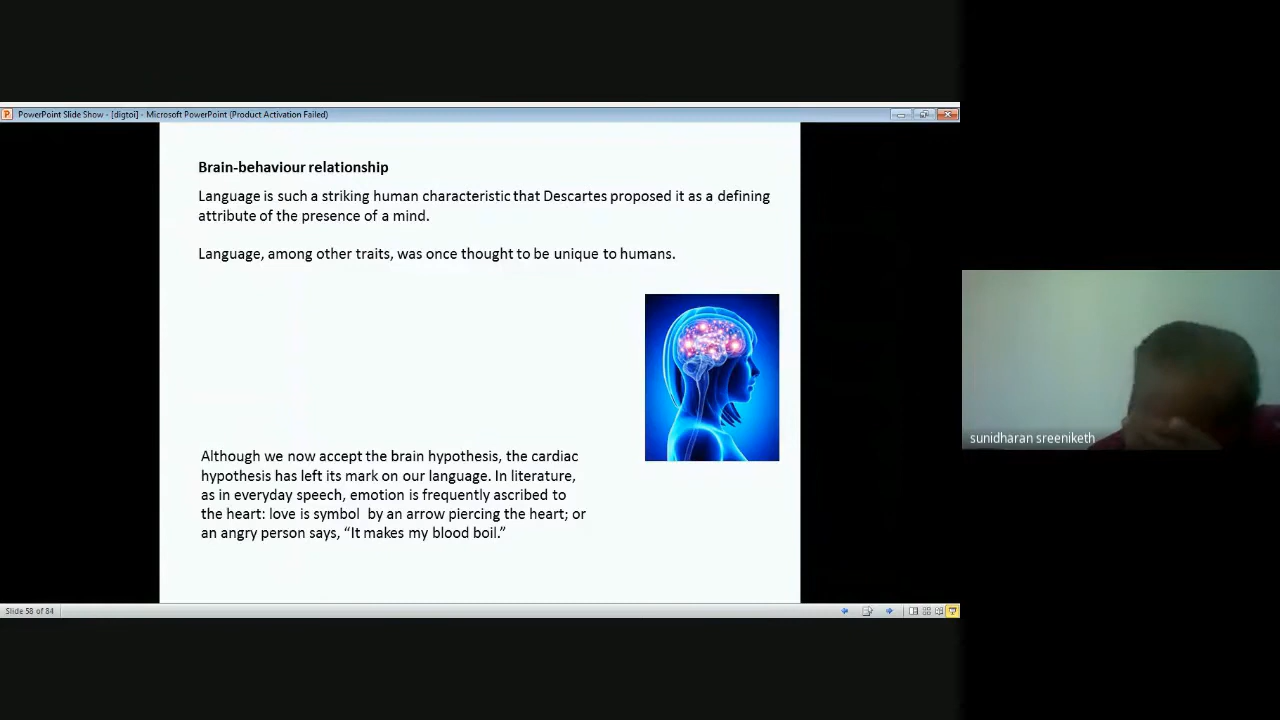 PowerPoint Slide Show - [digtoi] - Microsoft PowerPoint (Product Activation Failed)
Brain-behaviour relationship
Language is such a striking human characteristic that Descartes proposed it as a defining
attribute of the presence of a mind.
Language, among other traits, was once thought to be unique to humans.
Although we now accept the brain hypothesis, the cardiac
hypothesis has left its mark on our language. In literature,
as in everyday speech, emotion is frequently ascribed to
the heart: love is symbol  by an arrow piercing the heart; or
an angry person says, “It makes my blood boil.”
sunidharan sreeniketh
Slide 58 of 84